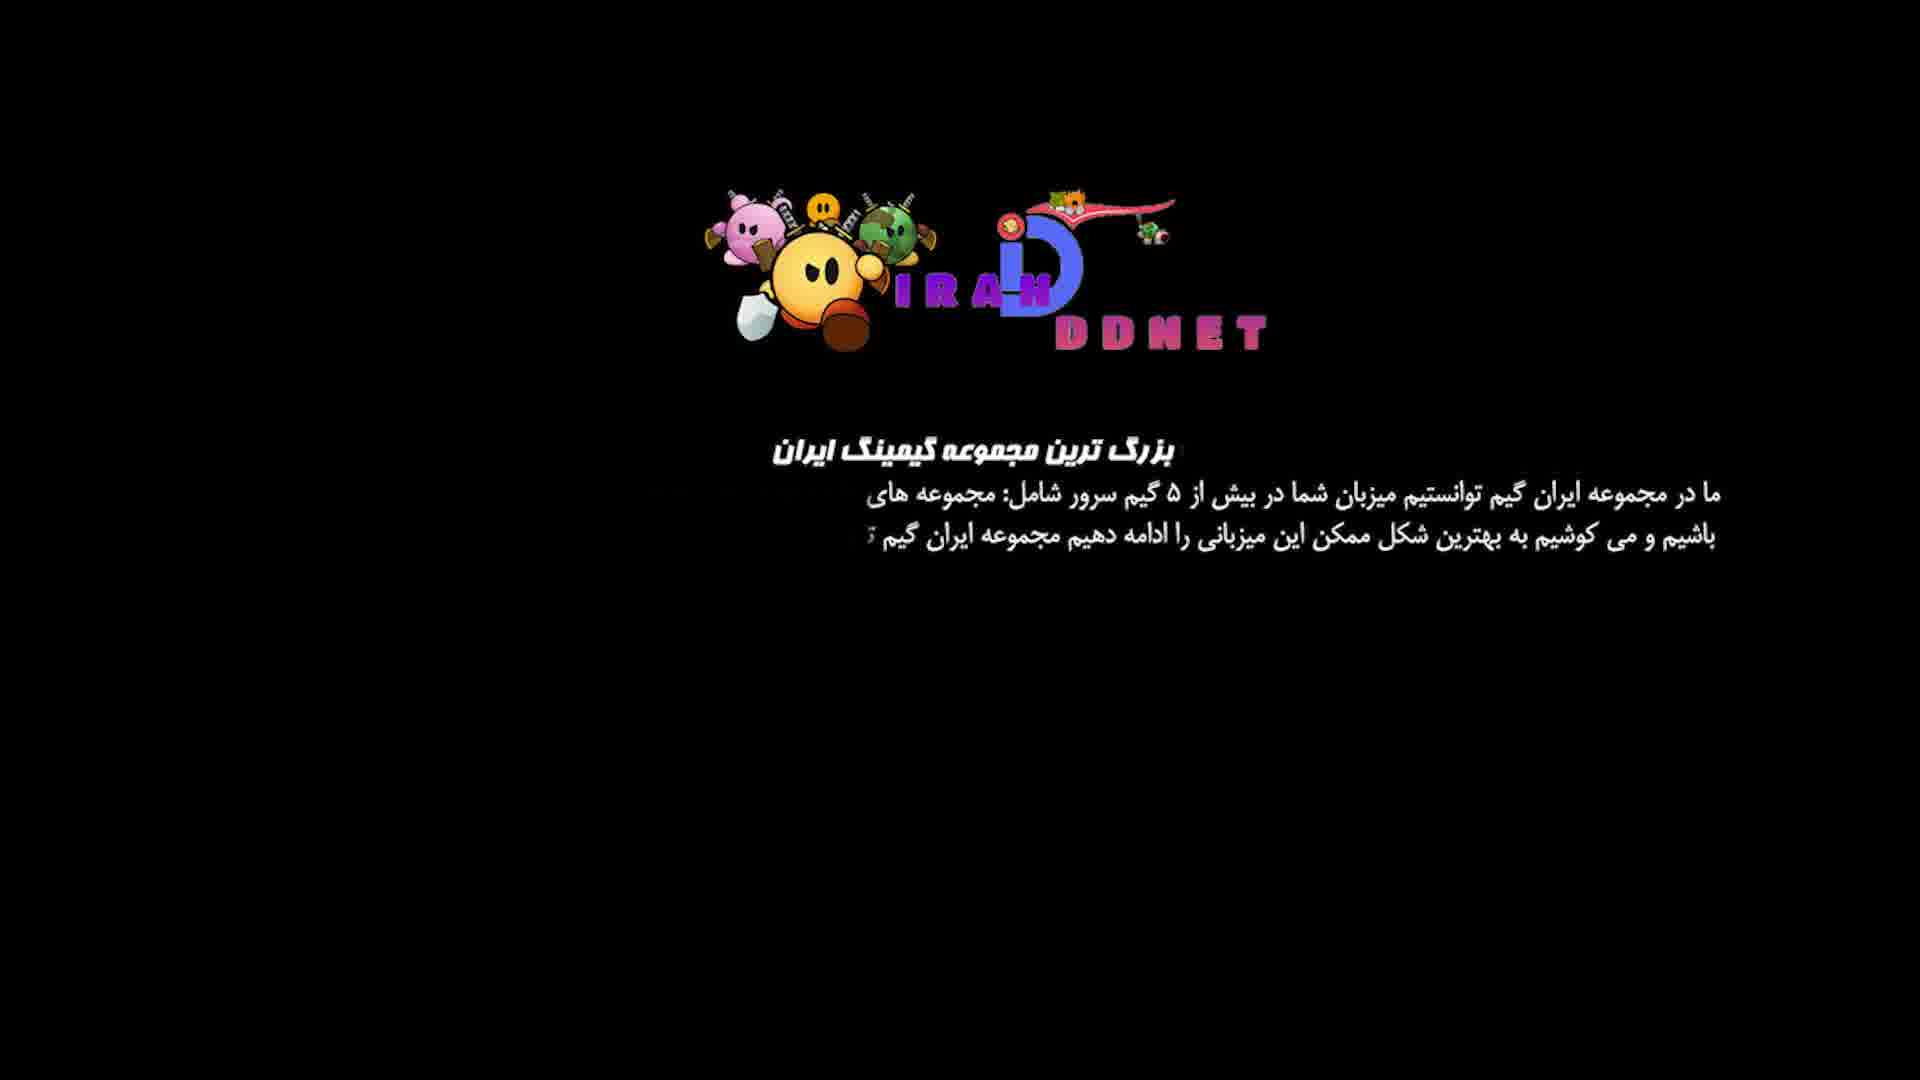 IRAN
DDNET
بزرگ ترین مجموعه گیمینگ ایران
ما در مجموعه ایران گیم توانستیم میزبان شما در بیش از ۵ گیم سرور شامل: مجموعه های
باشیم و می کوشیم به بهترین شکل ممکن این میزبانی را ادامه دهیم مجموعه ایران گیم